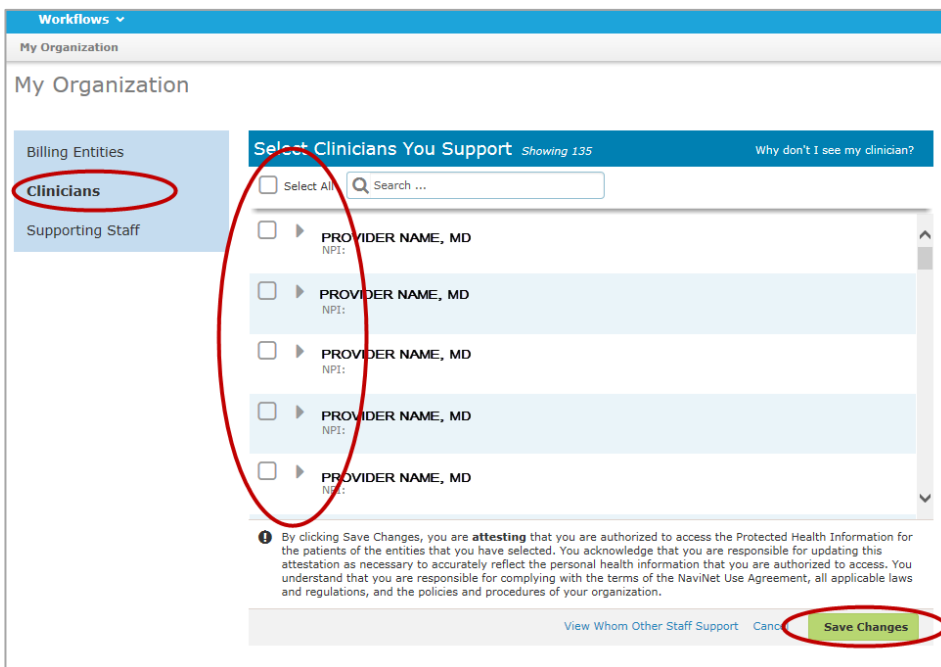 Workflows
My Organization
My Organization
Billing Entities
Clinicians
Supporting Staff
Select Clinicians You Support Showing 135 Why don't I see my clinician?
Select All Search ...
PROVIDER NAME, MD
NPI:
PROVIDER NAME, MD
NPI:
PROVIDER NAME, MD
NPI:
PROVIDER NAME, MD
NPI:
PROVIDER NAME, MD
NPI:
By clicking Save Changes, you are attesting that you are authorized to access the Protected Health Information for
the patients of the entities that you have selected. You acknowledge that you are responsible for updating this
attestation as necessary to accurately reflect the personal health information that you are authorized to access. You
understand that you are responsible for complying with the terms of the NaviNet Use Agreement, all applicable laws
and regulations, and the policies and procedures of your organization.
View Whom Other Staff Support Cancel Save Changes